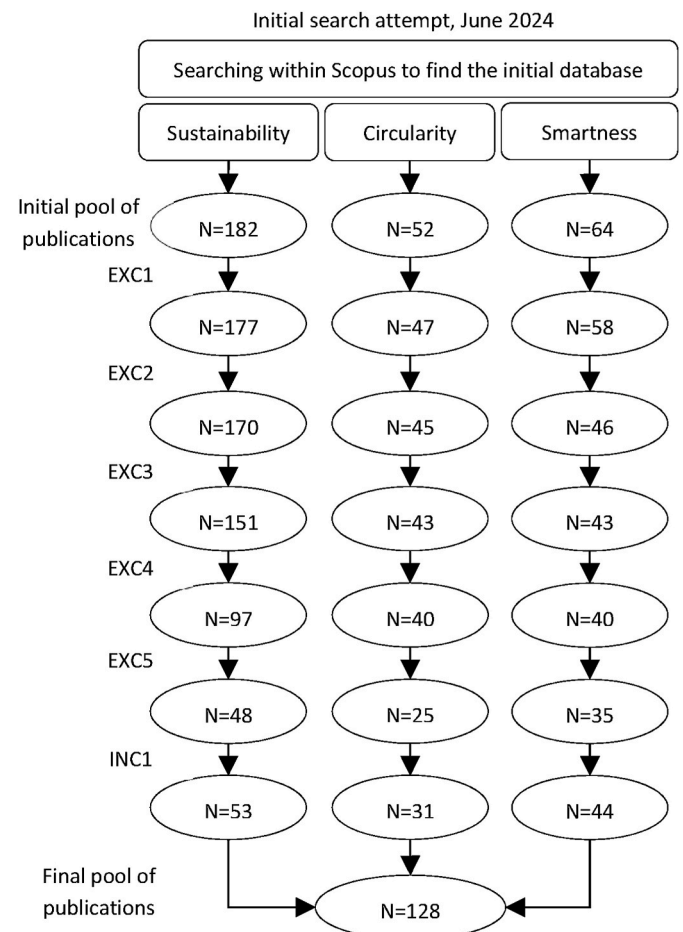 Initial search attempt, June 2024
Searching within Scopus to find the initial database
Sustainability
Circularity
Smartness
Initial pool of
publications
N=182
N=52
N=64
EXC1
N=177
N=47
N=58
EXC2
N=170
N=45
N=46
EXC3
N=151
N=43
N=43
EXC4
N=97
N=40
N=40
EXC5
N=48
N=25
N=35
INC1
N=53
N=31
N=44
Final pool of
publications
N=128